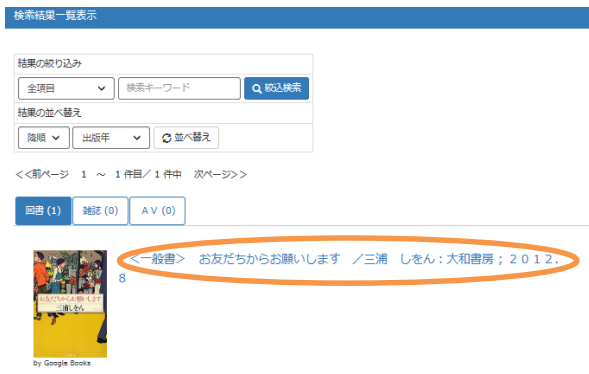 検索結果一覧表示
結果の絞り込み
全項目 検索キーワード 絞込検索
結果の並べ替え
降順 出版年 並べ替え
<<前ページ 1 ～ 1件目／1件中 次ページ>>
図書 (1) 雑誌 (0) ＡＶ (0)
＜一般書＞ お友だちからお願いします ／三浦 しをん：大和書房；２０１２．
８
お友だちからお願いします
三浦しをん
by Google Books